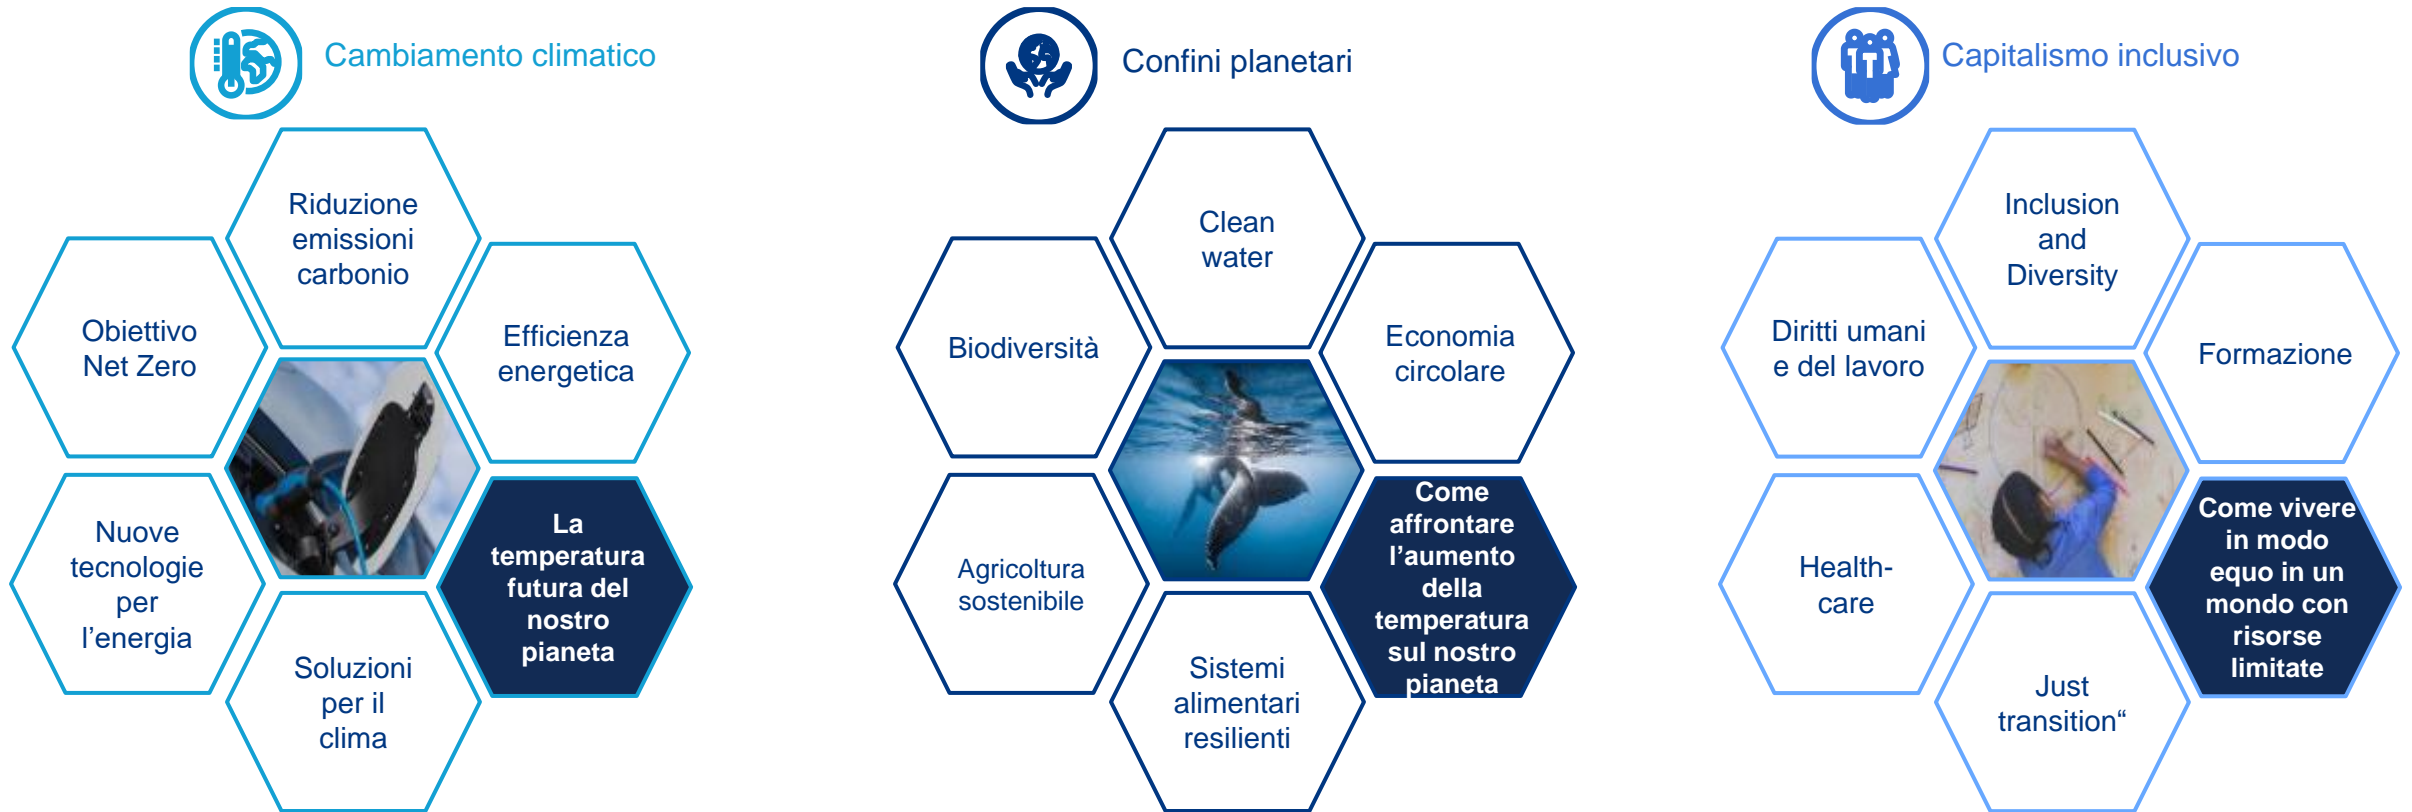 Cambiamento climatico
Riduzione
emissioni
carbonio
Obiettivo
Net Zero
Efficienza
energetica
Nuove
tecnologie
per
l’energia
La
temperatura
futura del
nostro
pianeta
Soluzioni
per il
clima
Confini planetari
Clean
water
Biodiversità
Economia
circolare
Agricoltura
sostenibile
Come
affrontare
l’aumento
della
temperatura
sul nostro
pianeta
Sistemi
alimentari
resilienti
Capitalismo inclusivo
Inclusion
and
Diversity
Diritti umani
e del lavoro
Formazione
Health-
care
Come vivere
in modo
equo in un
mondo con
risorse
limitate
Just
transition“